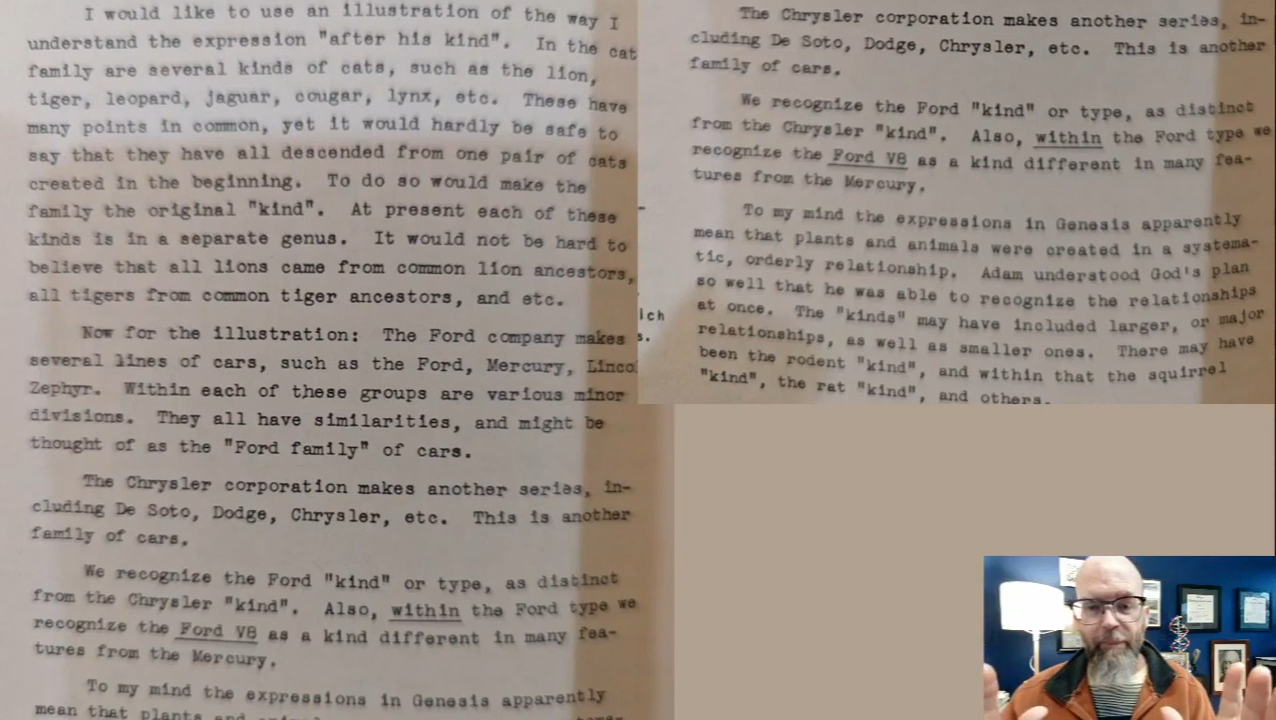 I would like to use an illustration of the way I
understand the expression "after his kind".  In the cat
family are several kinds of cats, such as the lion,
tiger, leopard, jaguar, cougar, lynx, etc.  These have
many points in common, yet it would hardly be safe to
say that they have all descended from one pair of cats
created in the beginning.  To do so would make the
family the original "kind".  At present each of these
kinds is in a separate genus.  It would not be hard to
believe that all lions came from common lion ancestors,
all tigers from common tiger ancestors, and etc.
Now for the illustration:  The Ford company makes
several lines of cars, such as the Ford, Mercury, Linco
Zephyr.  Within each of these groups are various minor
divisions.  They all have similarities, and might be
thought of as the "Ford family" of cars.
The Chrysler corporation makes another series, in-
cluding De Soto, Dodge, Chrysler, etc.  This is another
family of cars.
We recognize the Ford "kind" or type, as distinct
from the Chrysler "kind".  Also, within the Ford type we
recognize the Ford V8 as a kind different in many fea-
tures from the Mercury.
To my mind the expressions in Genesis apparently
mean that plants and
The Chrysler corporation makes another series, in-
cluding De Soto, Dodge, Chrysler, etc.  This is another
family of cars.
We recognize the Ford "kind" or type, as distinct
from the Chrysler "kind".  Also, within the Ford type we
recognize the Ford V8 as a kind different in many fea-
tures from the Mercury.
To my mind the expressions in Genesis apparently
mean that plants and animals were created in a systema-
tic, orderly relationship.  Adam understood God's plan
so well that he was able to recognize the relationships
at once.  The "kinds" may have included larger, or major
relationships, as well as smaller ones.  There may have
been the rodent "kind", and within that the squirrel
"kind", the rat "kind", and others.